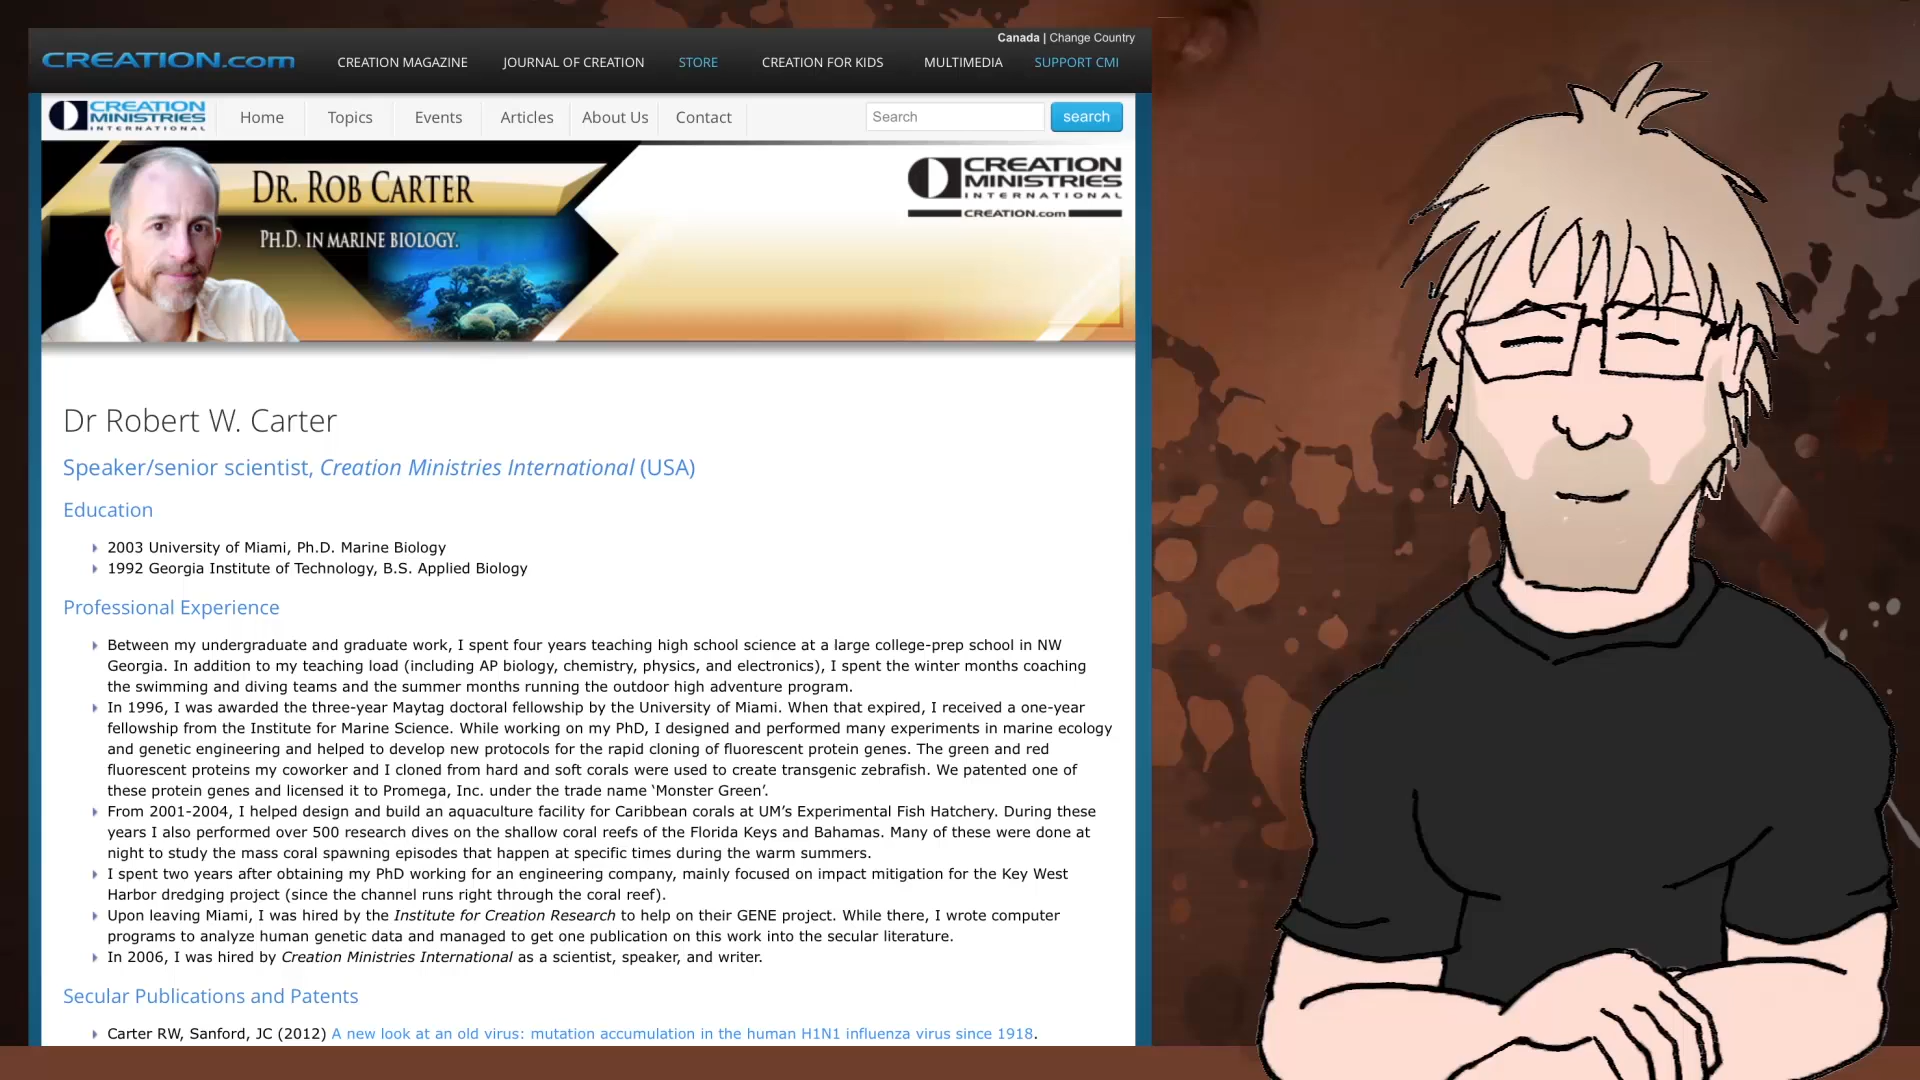 Canada | Change Country
CREATION.com
CREATION MAGAZINE
JOURNAL OF CREATION
STORE
CREATION FOR KIDS
MULTIMEDIA
SUPPORT CMI
CREATION
MINISTRIES
INTERNATIONAL
Home
Topics
Events
Articles
About Us
Contact
Search
search
DR. ROB CARTER
PH.D. IN MARINE BIOLOGY.
CREATION
MINISTRIES
INTERNATIONAL
CREATION.com
Dr Robert W. Carter
Speaker/senior scientist, Creation Ministries International (USA)
Education
2003 University of Miami, Ph.D. Marine Biology
1992 Georgia Institute of Technology, B.S. Applied Biology
Professional Experience
Between my undergraduate and graduate work, I spent four years teaching high school science at a large college-prep school in NW
Georgia. In addition to my teaching load (including AP biology, chemistry, physics, and electronics), I spent the winter months coaching
the swimming and diving teams and the summer months running the outdoor high adventure program.
In 1996, I was awarded the three-year Maytag doctoral fellowship by the University of Miami. When that expired, I received a one-year
fellowship from the Institute for Marine Science. While working on my PhD, I designed and performed many experiments in marine ecology
and genetic engineering and helped to develop new protocols for the rapid cloning of fluorescent protein genes. The green and red
fluorescent proteins my coworker and I cloned from hard and soft corals were used to create transgenic zebrafish. We patented one of
these protein genes and licensed it to Promega, Inc. under the trade name ‘Monster Green’.
From 2001-2004, I helped design and build an aquaculture facility for Caribbean corals at UM’s Experimental Fish Hatchery. During these
years I also performed over 500 research dives on the shallow coral reefs of the Florida Keys and Bahamas. Many of these were done at
night to study the mass coral spawning episodes that happen at specific times during the warm summers.
I spent two years after obtaining my PhD working for an engineering company, mainly focused on impact mitigation for the Key West
Harbor dredging project (since the channel runs right through the coral reef).
Upon leaving Miami, I was hired by the Institute for Creation Research to help on their GENE project. While there, I wrote computer
programs to analyze human genetic data and managed to get one publication on this work into the secular literature.
In 2006, I was hired by Creation Ministries International as a scientist, speaker, and writer.
Secular Publications and Patents
Carter RW, Sanford, JC (2012) A new look at an old virus: mutation accumulation in the human H1N1 influenza virus since 1918.